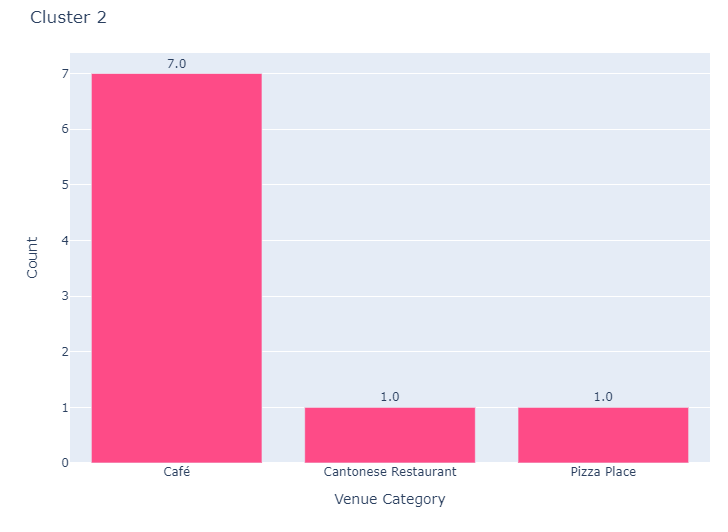 Cluster 2
7.0
1.0
1.0
7
6
5
4
3
2
1
0
Count
Café
Cantonese Restaurant
Pizza Place
Venue Category